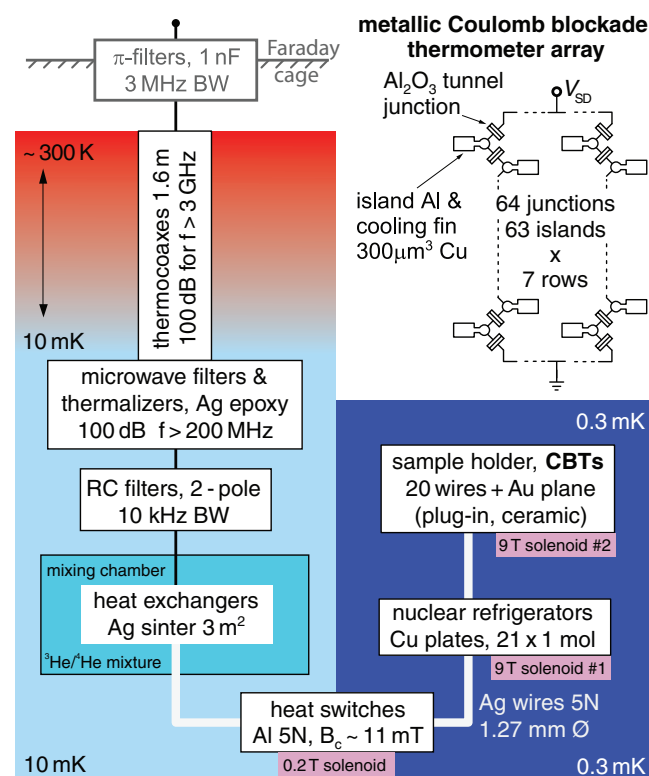 π-filters, 1 nF
3 MHz BW
Faraday
cage
~ 300 K
10 mK
thermocoaxes 1.6 m
100 dB for f > 3 GHz
microwave filters &
thermalizers, Ag epoxy
100 dB f > 200 MHz
RC filters, 2 - pole
10 kHz BW
mixing chamber
heat exchangers
Ag sinter 3 m²
³He/⁴He mixture
heat switches
Al 5N, B_c ~ 11 mT
0.2 T solenoid
10 mK
metallic Coulomb blockade
thermometer array
Al₂O₃ tunnel
junction
V_SD
island Al &
cooling fin
300µm³ Cu
64 junctions
63 islands
x
7 rows
0.3 mK
sample holder, CBTs
20 wires + Au plane
(plug-in, ceramic)
9 T solenoid #2
nuclear refrigerators
Cu plates, 21 x 1 mol
9 T solenoid #1
Ag wires 5N
1.27 mm Ø
0.3 mK